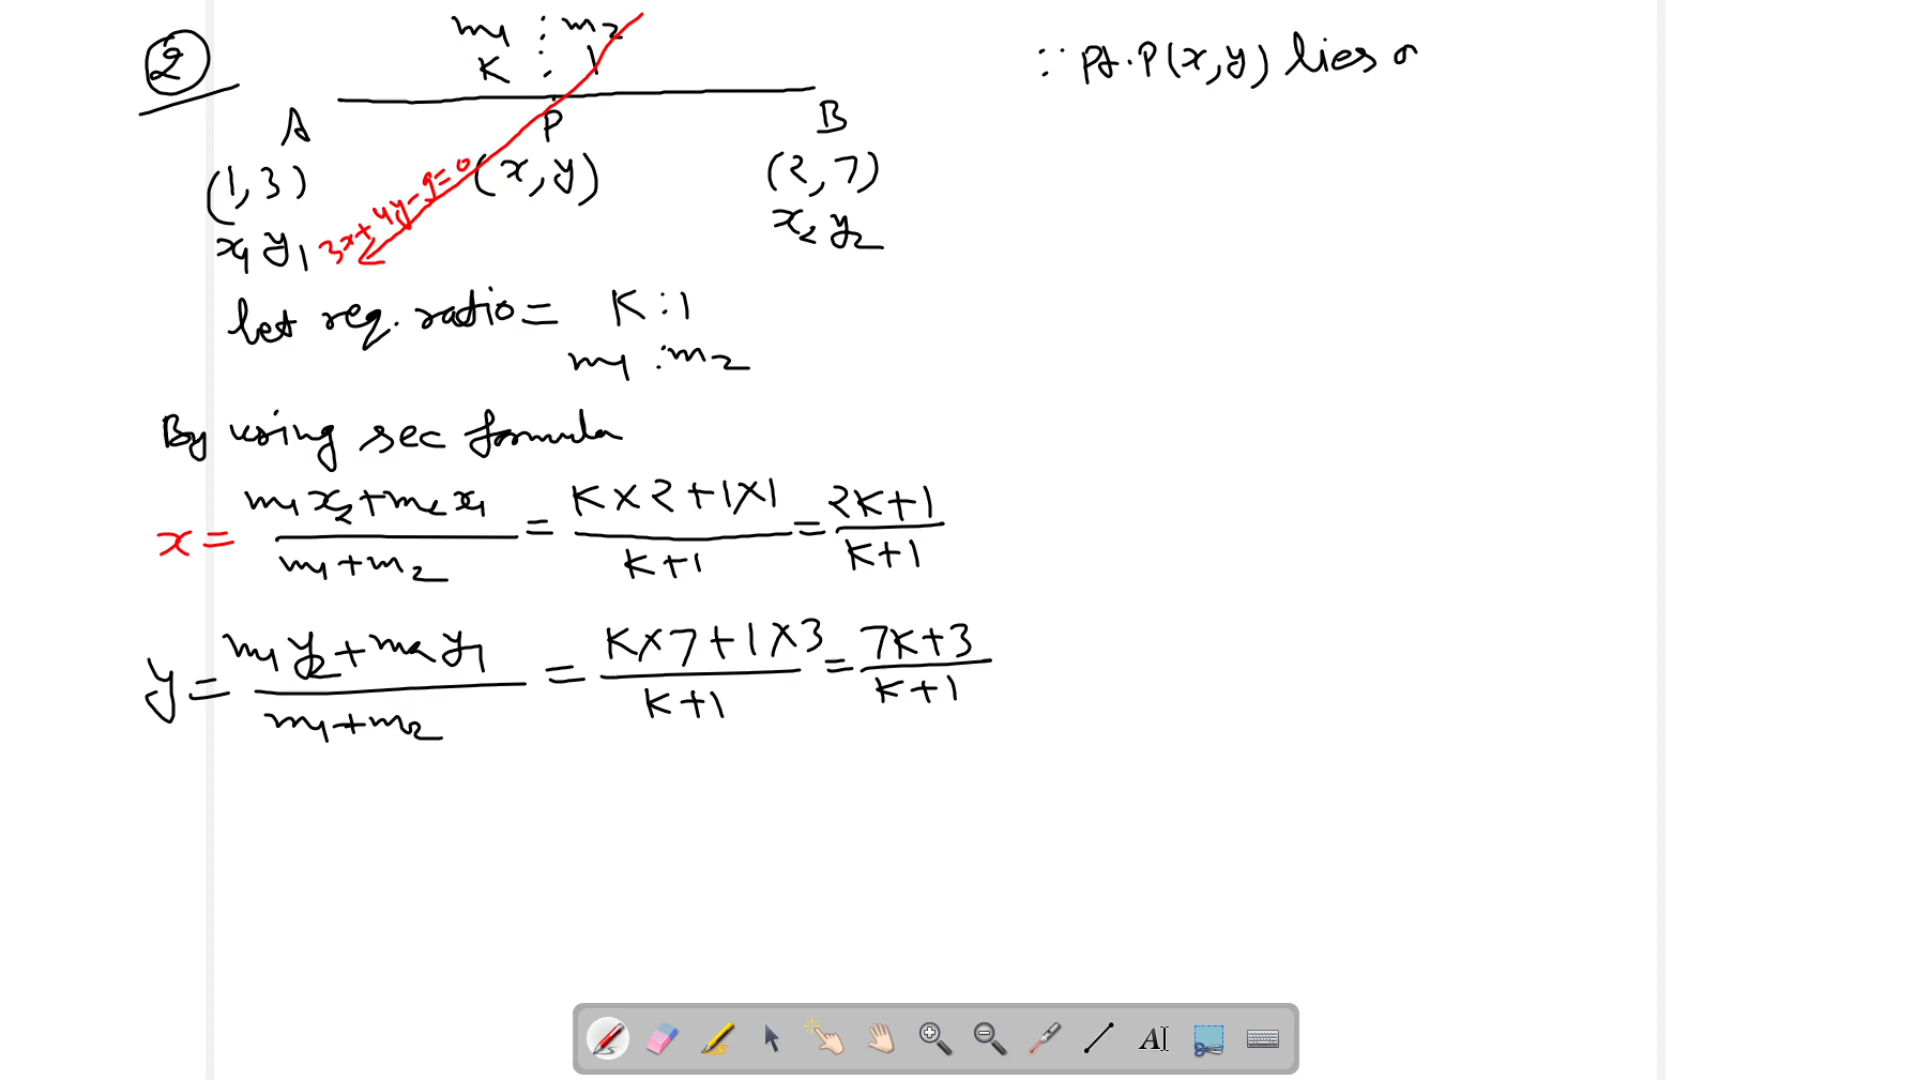 2
m1 : m2
K : 1
A P B
(1,3) (x,y) (2,7)
x1 y1 x2 y2
3x+4y-9=0
let req. ratio = K:1
m1 : m2
By using sec formula
x = (m1x2+m2x1)/(m1+m2) = (K×2+1×1)/(K+1) = (2K+1)/(K+1)
y = (m1y2+m2y1)/(m1+m2) = (K×7+1×3)/(K+1) = (7K+3)/(K+1)
∵ Pt. P(x,y) lies o
AI